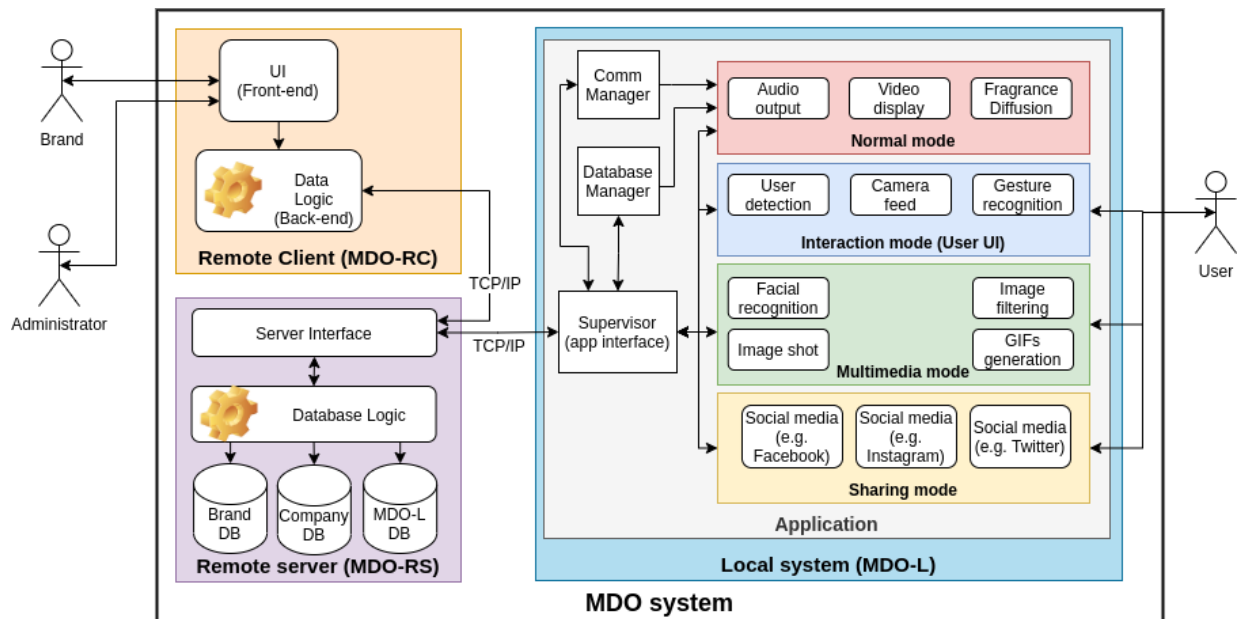 Brand
Administrator
UI
(Front-end)
Data
Logic
(Back-end)
Remote Client (MDO-RC)
TCP/IP
TCP/IP
Server Interface
Database Logic
Brand
DB
Company
DB
MDO-L
DB
Remote server (MDO-RS)
Comm
Manager
Database
Manager
Supervisor
(app interface)
Audio
output
Video
display
Fragrance
Diffusion
Normal mode
User
detection
Camera
feed
Gesture
recognition
Interaction mode (User UI)
Facial
recognition
Image
filtering
Image shot
GIFs
generation
Multimedia mode
Social media
(e.g.
Facebook)
Social media
(e.g.
Instagram)
Social media
(e.g. Twitter)
Sharing mode
Application
Local system (MDO-L)
User
MDO system